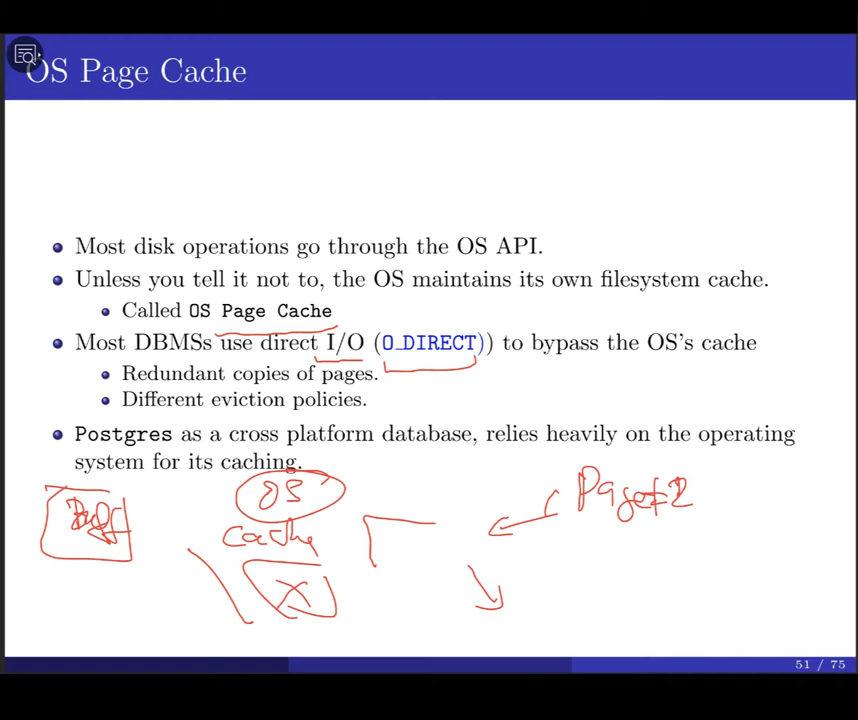 OS Page Cache
Most disk operations go through the OS API.
Unless you tell it not to, the OS maintains its own filesystem cache.
Called OS Page Cache
Most DBMSs use direct I/O (O_DIRECT)) to bypass the OS's cache
Redundant copies of pages.
Different eviction policies.
Postgres as a cross platform database, relies heavily on the operating
system for its caching.
OS
cache
51 / 75